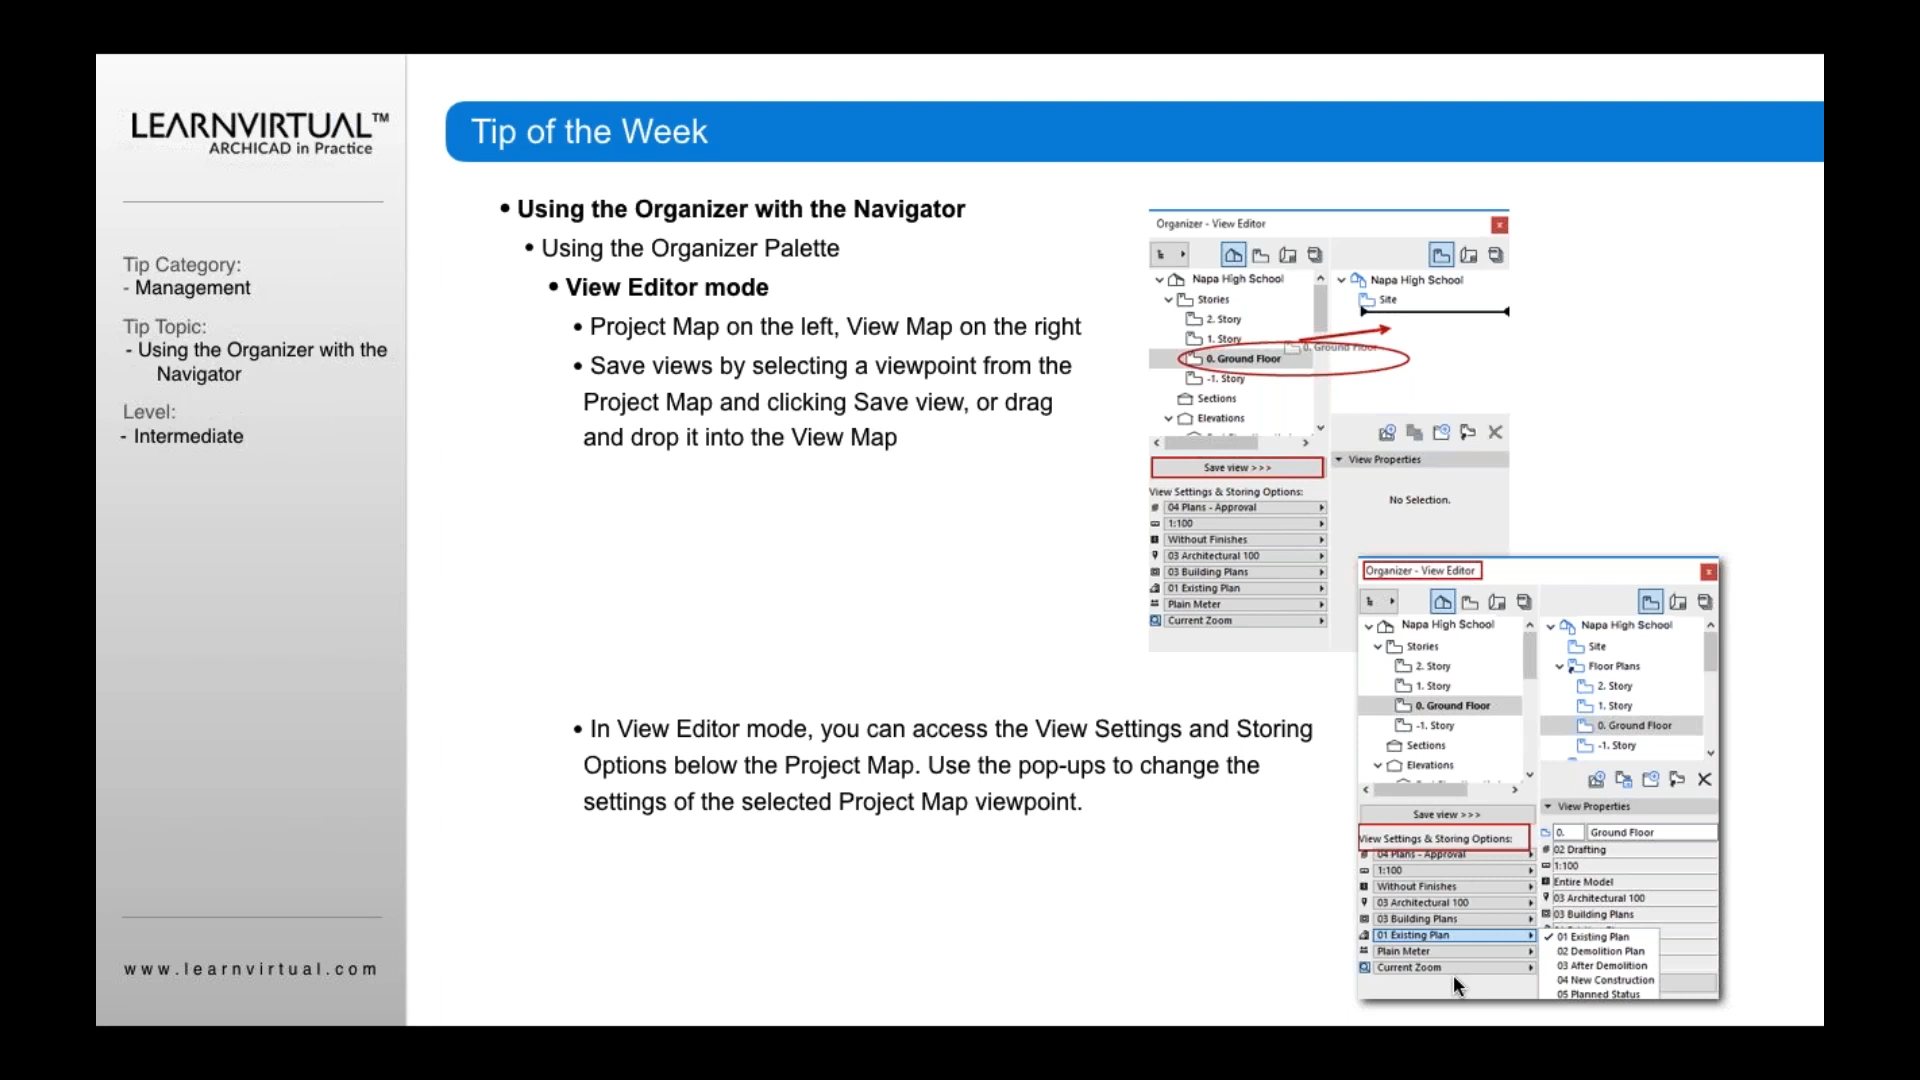 LEARNVIRTUAL™
ARCHICAD in Practice
Tip Category:
- Management
Tip Topic:
- Using the Organizer with the
Navigator
Level:
- Intermediate
www.learnvirtual.com
Tip of the Week
• Using the Organizer with the Navigator
• Using the Organizer Palette
• View Editor mode
• Project Map on the left, View Map on the right
• Save views by selecting a viewpoint from the
Project Map and clicking Save view, or drag
and drop it into the View Map
• In View Editor mode, you can access the View Settings and Storing
Options below the Project Map. Use the pop-ups to change the
settings of the selected Project Map viewpoint.
Organizer - View Editor
Napa High School
Stories
2. Story
1. Story
0. Ground Floor
-1. Story
Sections
Elevations
Napa High School
Site
0. Ground Floor
Save view >>>
View Settings & Storing Options:
04 Plans - Approval
1:100
Without Finishes
03 Architectural 100
03 Building Plans
01 Existing Plan
Plain Meter
Current Zoom
View Properties
No Selection.
Organizer - View Editor
Napa High School
Stories
2. Story
1. Story
0. Ground Floor
-1. Story
Sections
Elevations
Napa High School
Site
Floor Plans
2. Story
1. Story
0. Ground Floor
-1. Story
Save view >>>
View Settings & Storing Options:
04 Plans - Approval
1:100
Without Finishes
03 Architectural 100
03 Building Plans
01 Existing Plan
Plain Meter
Current Zoom
View Properties
0. Ground Floor
02 Drafting
1:100
Entire Model
03 Architectural 100
03 Building Plans
01 Existing Plan
02 Demolition Plan
03 After Demolition
04 New Construction
05 Planned Status